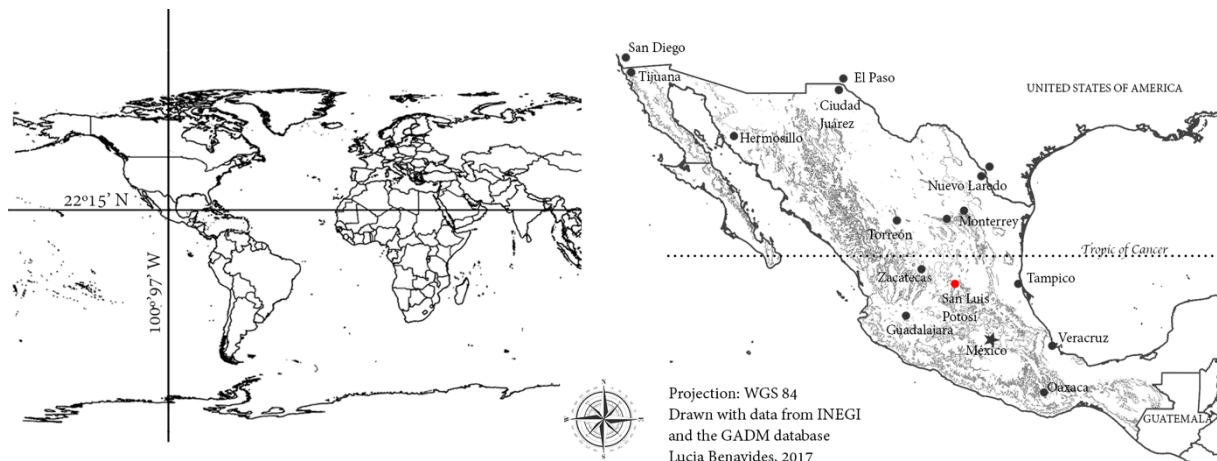 22º15’ N
100º’97’ W
San Diego
Tijuana
El Paso
Ciudad
Juárez
UNITED STATES OF AMERICA
Hermosillo
Nuevo Laredo
Monterrey
Torreón
Tropic of Cancer
Zacatecas
Tampico
San Luis
Potosí
Guadalajara
México
Veracruz
Oaxaca
GUATEMALA
N
S
Projection: WGS 84
Drawn with data from INEGI
and the GADM database
Lucia Benavides, 2017